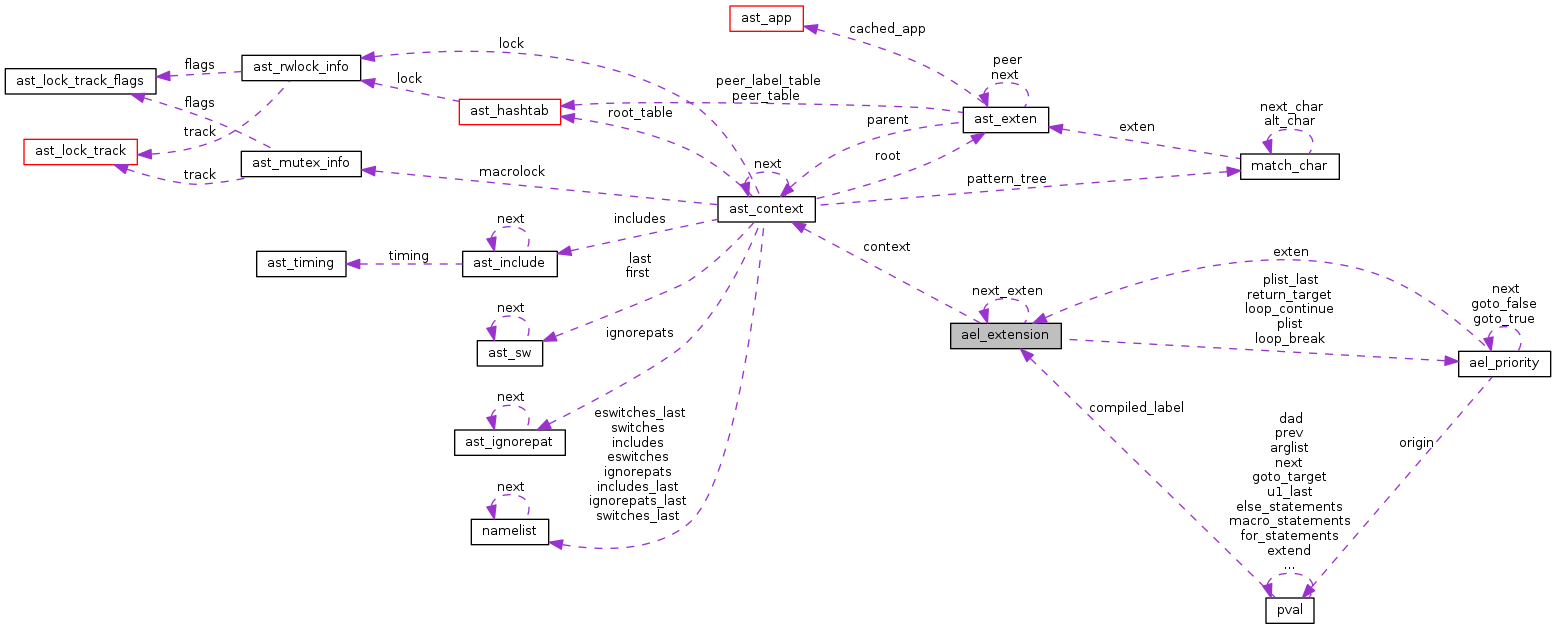 ast_app
cached_app
lock
peer
next
ast_rwlock_info
flags
ast_lock_track_flags
lock
peer_label_table
peer_table
ast_hashtab
flags
root_table
ast_exten
next_char
alt_char
parent
exten
track
ast_lock_track
ast_mutex_info
root
match_char
next
track
macrolock
pattern_tree
ast_context
next
includes
context
exten
timing
ast_timing
ast_include
last
first
next_exten
plist_last
return_target
loop_continue
plist
loop_break
next
goto_false
goto_true
next
ast_sw
ignorepats
ael_extension
ael_priority
next
ast_ignorepat
eswitches_last
switches
includes
eswitches
ignorepats
includes_last
ignorepats_last
switches_last
compiled_label
dad
prev
arglist
next
goto_target
u1_last
else_statements
macro_statements
for_statements
extend
...
origin
next
namelist
pval